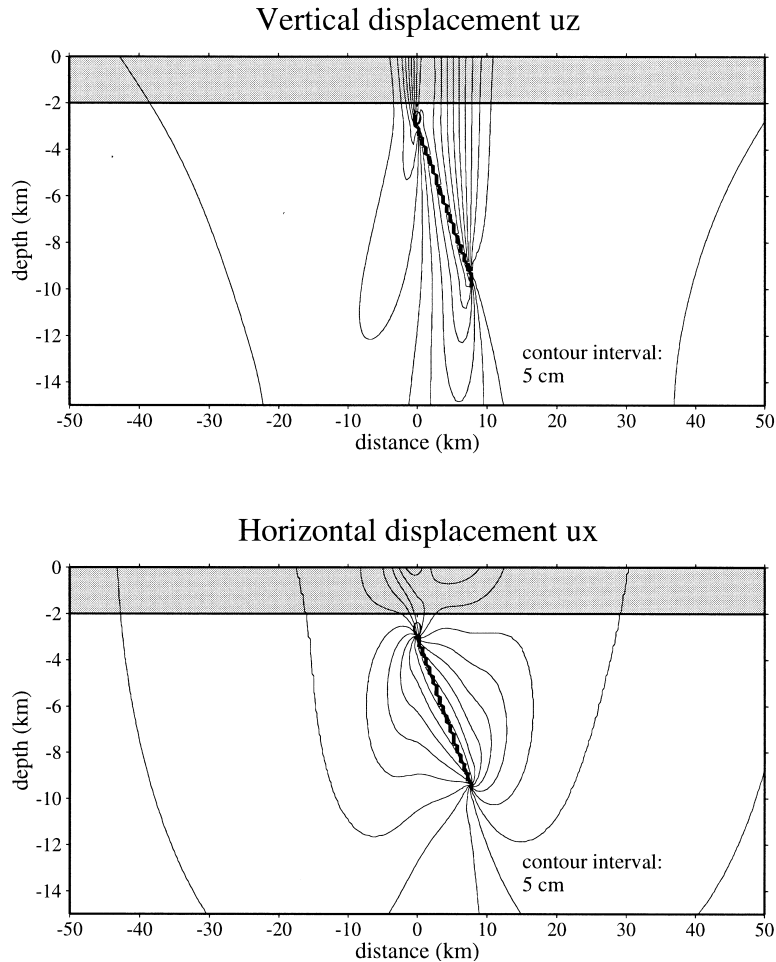 Vertical displacement uz
0
-2
-4
-6
-8
-10
-12
-14
depth (km)
contour interval:
5 cm
-50 -40 -30 -20 -10 0 10 20 30 40 50
distance (km)
Horizontal displacement ux
0
-2
-4
-6
-8
-10
-12
-14
depth (km)
contour interval:
5 cm
-50 -40 -30 -20 -10 0 10 20 30 40 50
distance (km)